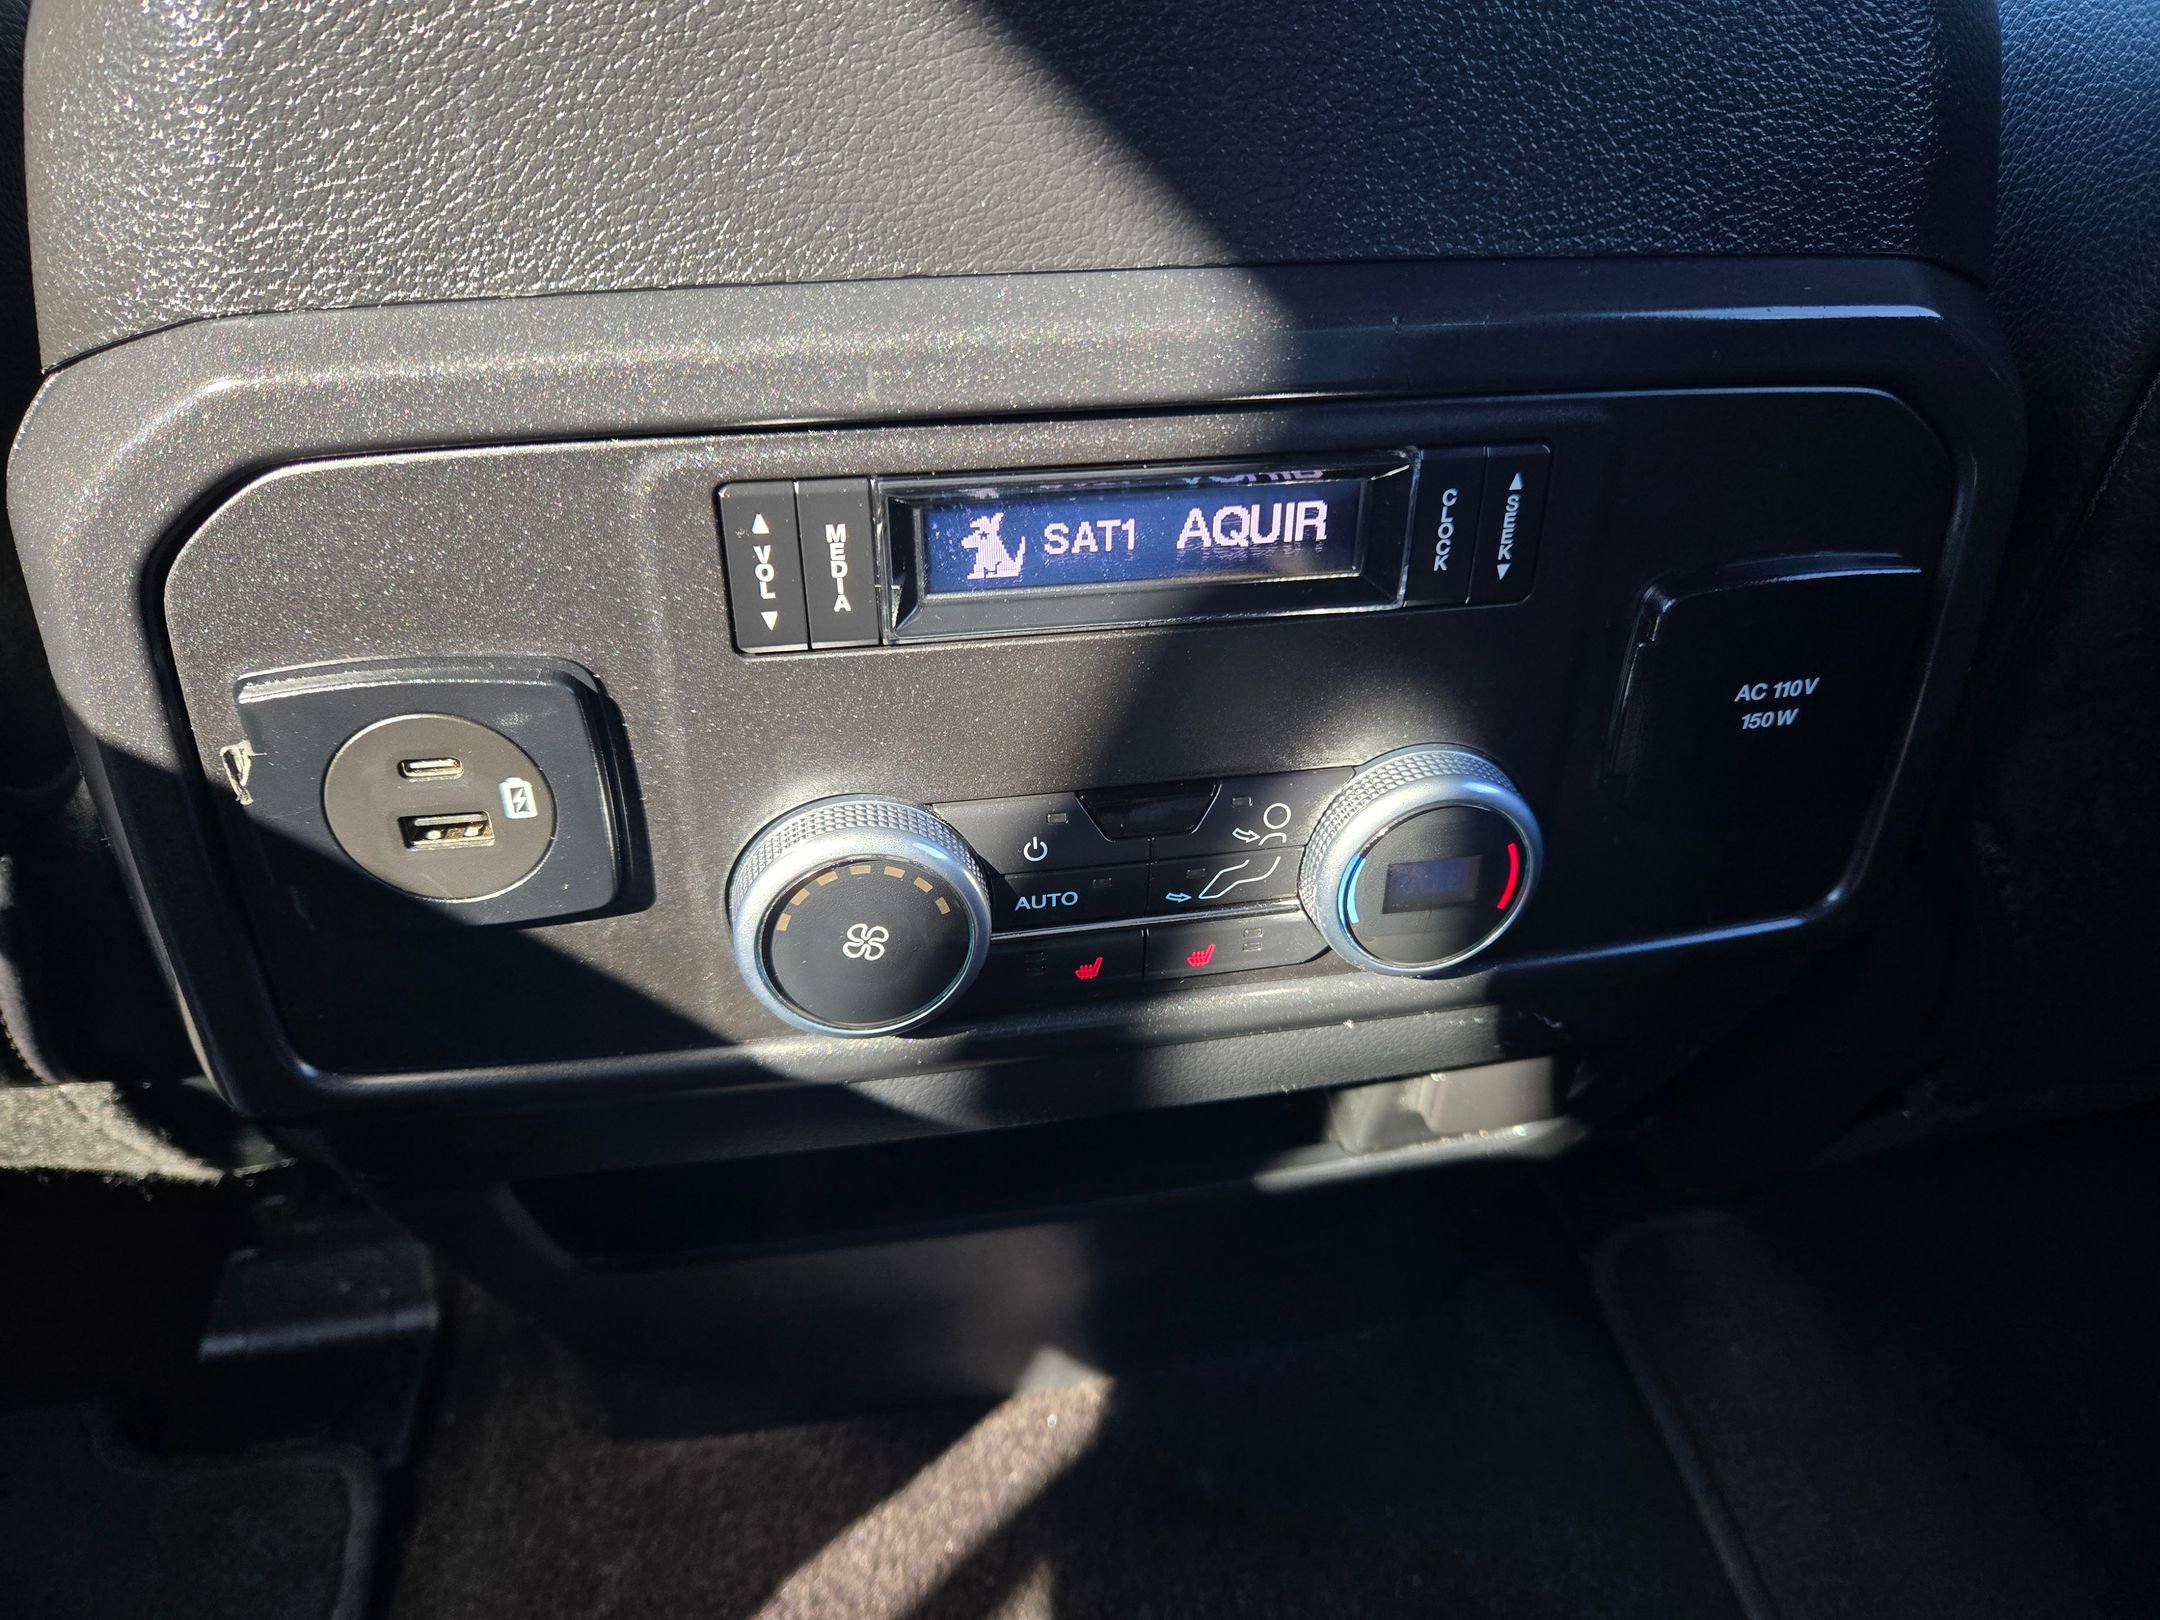 VOL
MEDIA
SAT1 AQUIR
CLOCK
SEEK
AC 110V
150W
AUTO